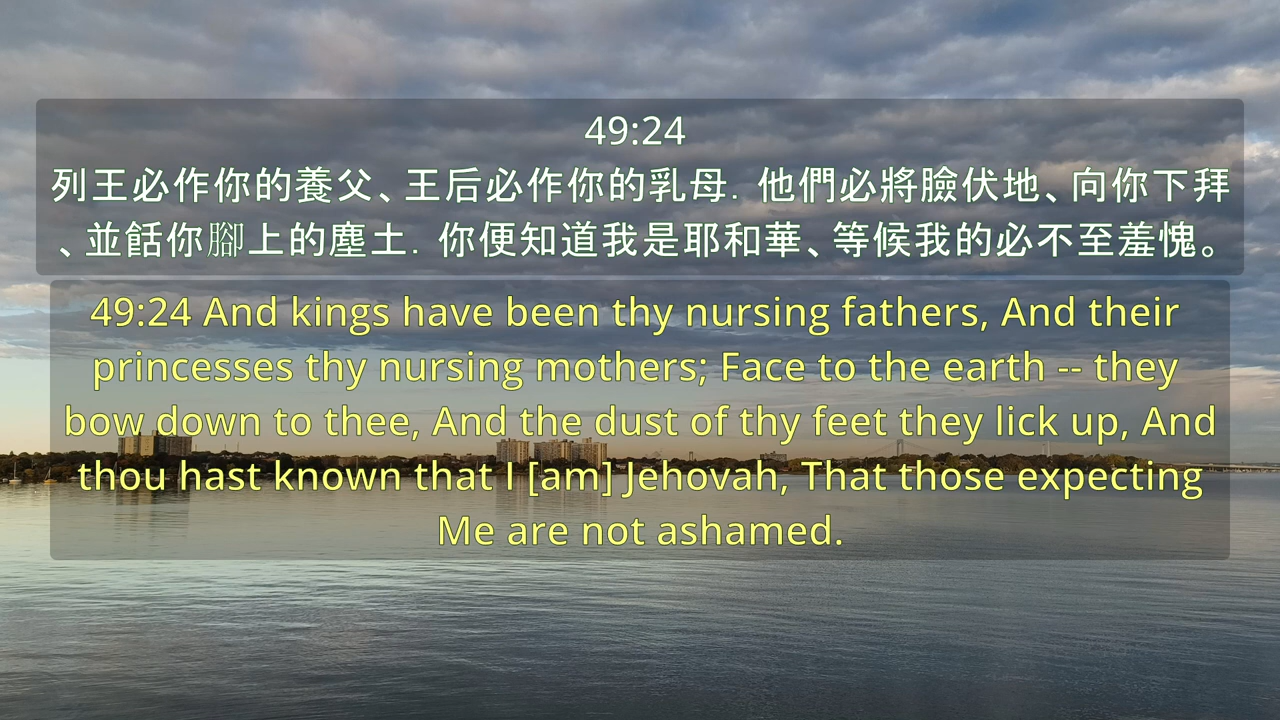 49:24
列王必作你的養父、王后必作你的乳母. 他們必將臉伏地、向你下拜
、並餂你腳上的塵土. 你便知道我是耶和華、等候我的必不至羞愧。
49:24 And kings have been thy nursing fathers, And their
princesses thy nursing mothers; Face to the earth -- they
bow down to thee, And the dust of thy feet they lick up, And
thou hast known that I [am] Jehovah, That those expecting
Me are not ashamed.